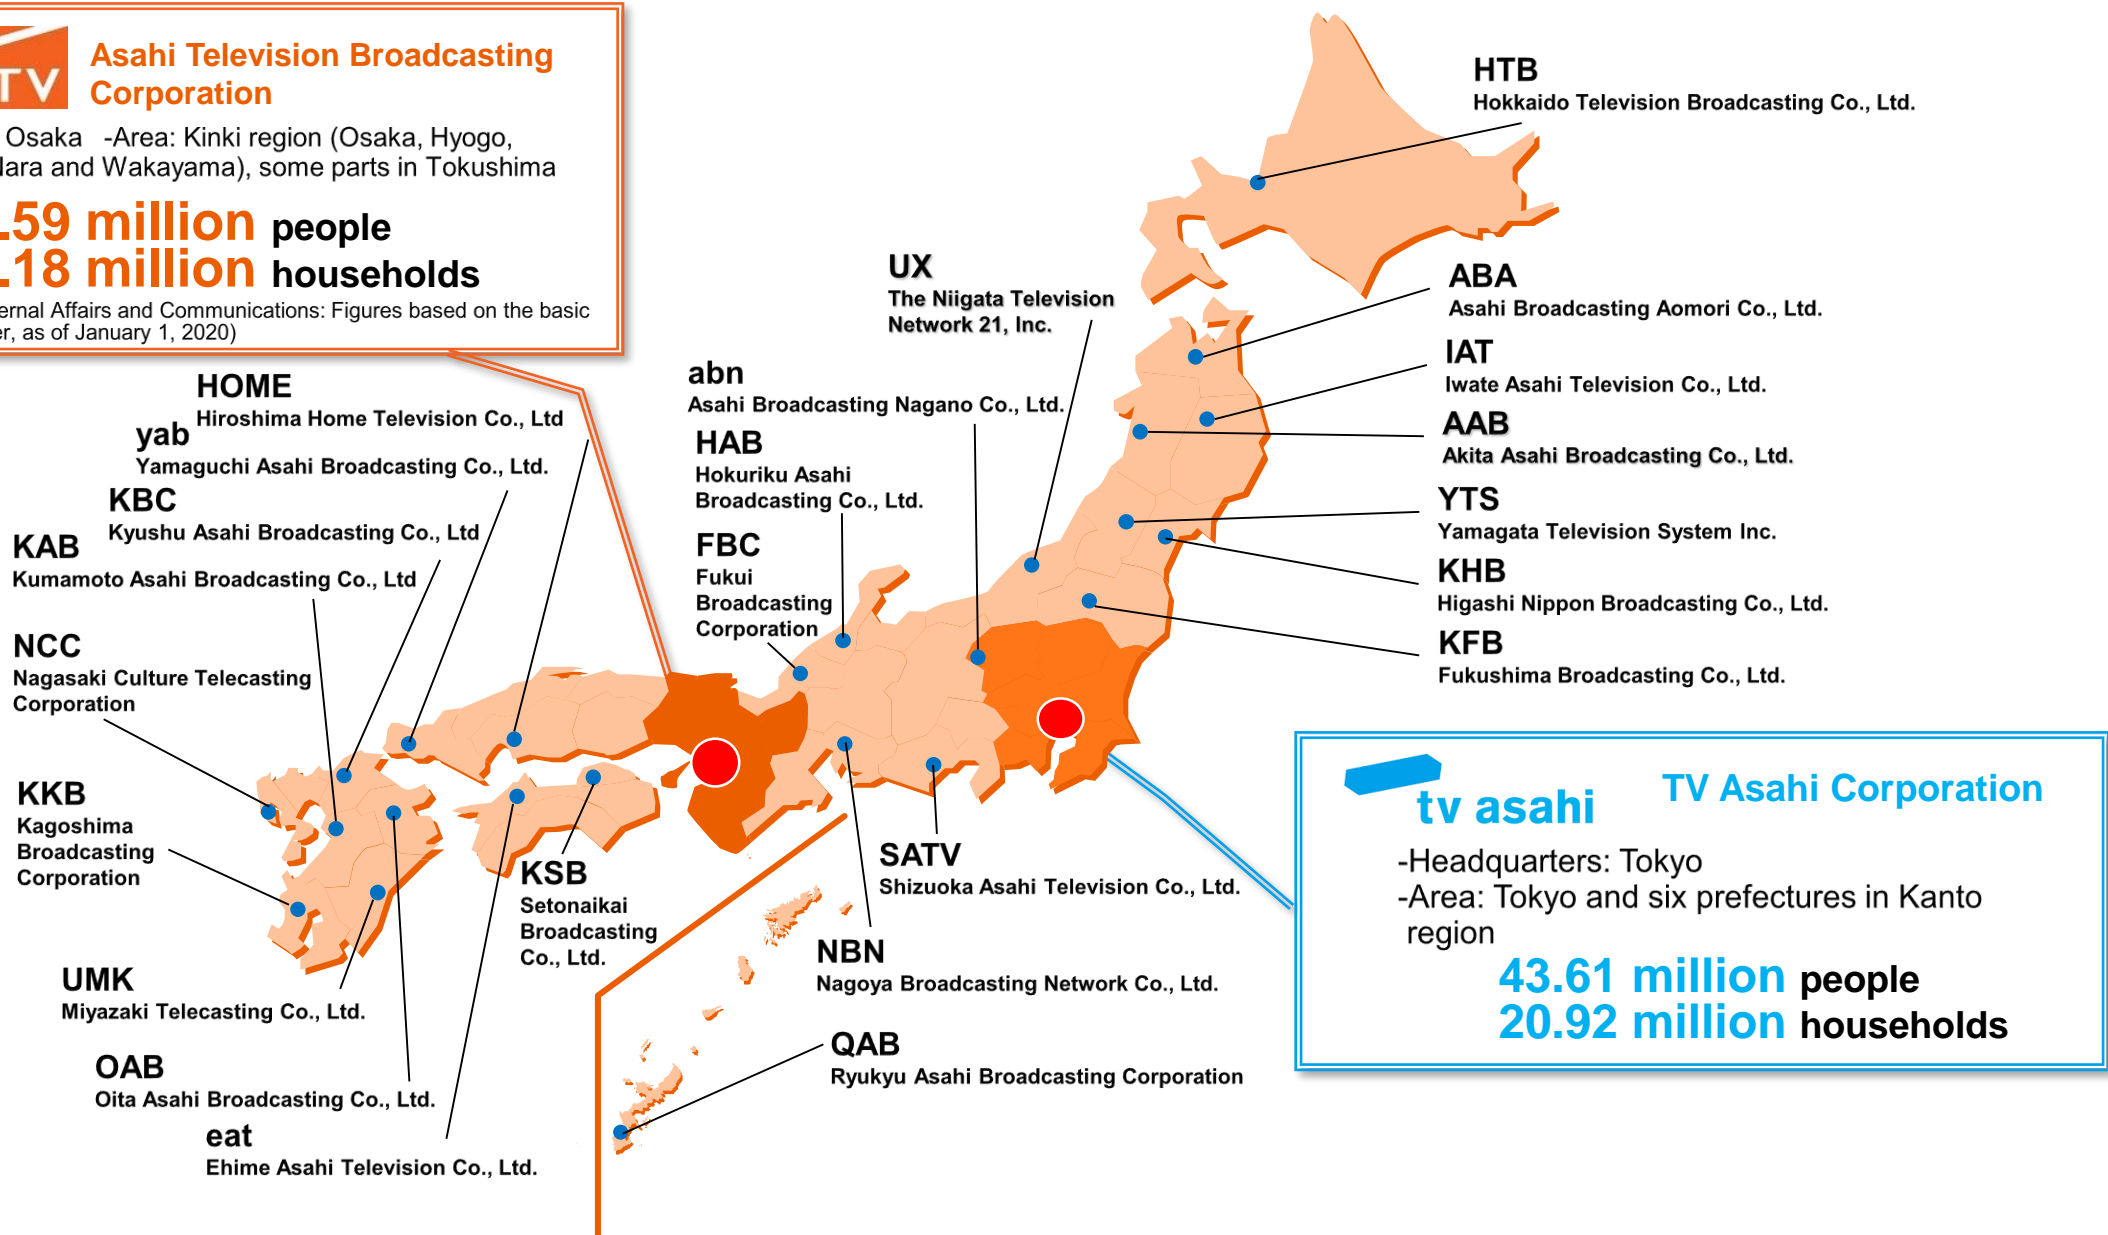 TV
Asahi Television Broadcasting
Corporation
Osaka -Area: Kinki region (Osaka, Hyogo,
and Wakayama), some parts in Tokushima
.59 million people
.18 million households
Affairs and Communications: Figures based on the basic
as of January 1, 2020)
HOME
Hiroshima Home Television Co., Ltd
yab
Yamaguchi Asahi Broadcasting Co., Ltd.
KBC
Kyushu Asahi Broadcasting Co., Ltd
KAB
Kumamoto Asahi Broadcasting Co., Ltd
NCC
Nagasaki Culture Telecasting
Corporation
KKB
Kagoshima
Broadcasting
Corporation
UMK
Miyazaki Telecasting Co., Ltd.
OAB
Oita Asahi Broadcasting Co., Ltd.
eat
Ehime Asahi Television Co., Ltd.
KSB
Setonaikai
Broadcasting
Co., Ltd.
UX
The Niigata Television
Network 21, Inc.
abn
Asahi Broadcasting Nagano Co., Ltd.
HAB
Hokuriku Asahi
Broadcasting Co., Ltd.
FBC
Fukui
Broadcasting
Corporation
SATV
Shizuoka Asahi Television Co., Ltd.
NBN
Nagoya Broadcasting Network Co., Ltd.
QAB
Ryukyu Asahi Broadcasting Corporation
HTB
Hokkaido Television Broadcasting Co., Ltd.
ABA
Asahi Broadcasting Aomori Co., Ltd.
IAT
Iwate Asahi Television Co., Ltd.
AAB
Akita Asahi Broadcasting Co., Ltd.
YTS
Yamagata Television System Inc.
KHB
Higashi Nippon Broadcasting Co., Ltd.
KFB
Fukushima Broadcasting Co., Ltd.
tv asahi
TV Asahi Corporation
-Headquarters: Tokyo
-Area: Tokyo and six prefectures in Kanto
region
43.61 million people
20.92 million households